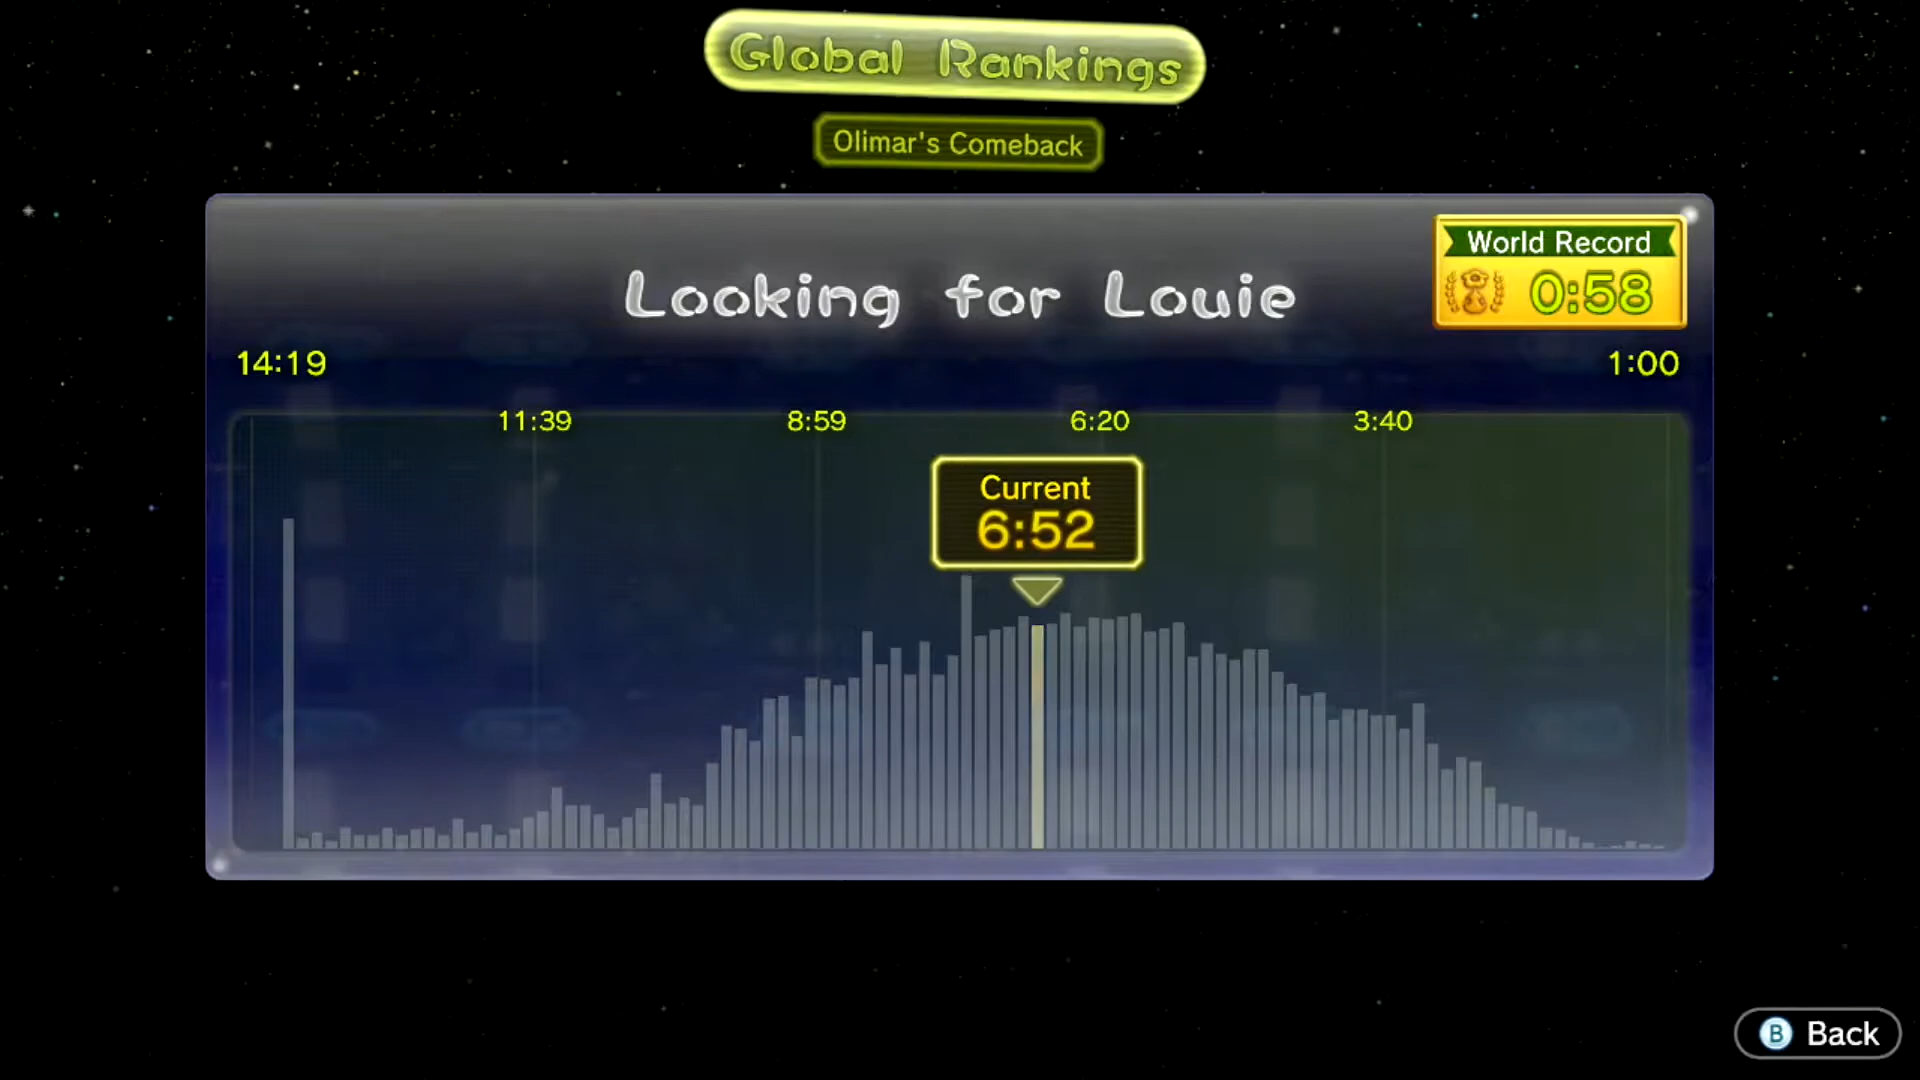 Global Rankings
Olimar's Comeback
World Record
0:58
Looking for Louie
14:19
1:00
11:39
8:59
6:20
3:40
Current
6:52
B Back